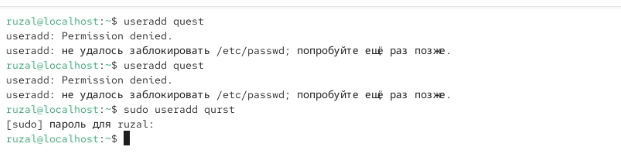 ruzal@localhost:~$ useradd quest
useradd: Permission denied.
useradd: не удалось заблокировать /etc/passwd; попробуйте ещё раз позже.
ruzal@localhost:~$ useradd quest
useradd: Permission denied.
useradd: не удалось заблокировать /etc/passwd; попробуйте ещё раз позже.
ruzal@localhost:~$ sudo useradd qurst
[sudo] пароль для ruzal:
ruzal@localhost:~$